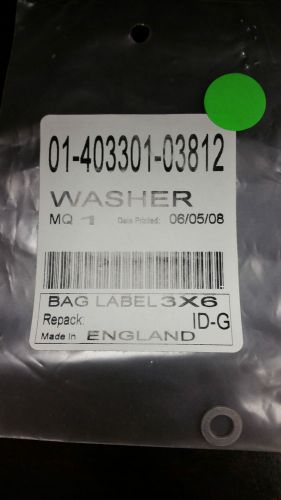 01-403301-03812
WASHER
MQ 1 Date Printed: 06/05/08
BAG LABEL 3X6
Repack: ID-G
Made In ENGLAND